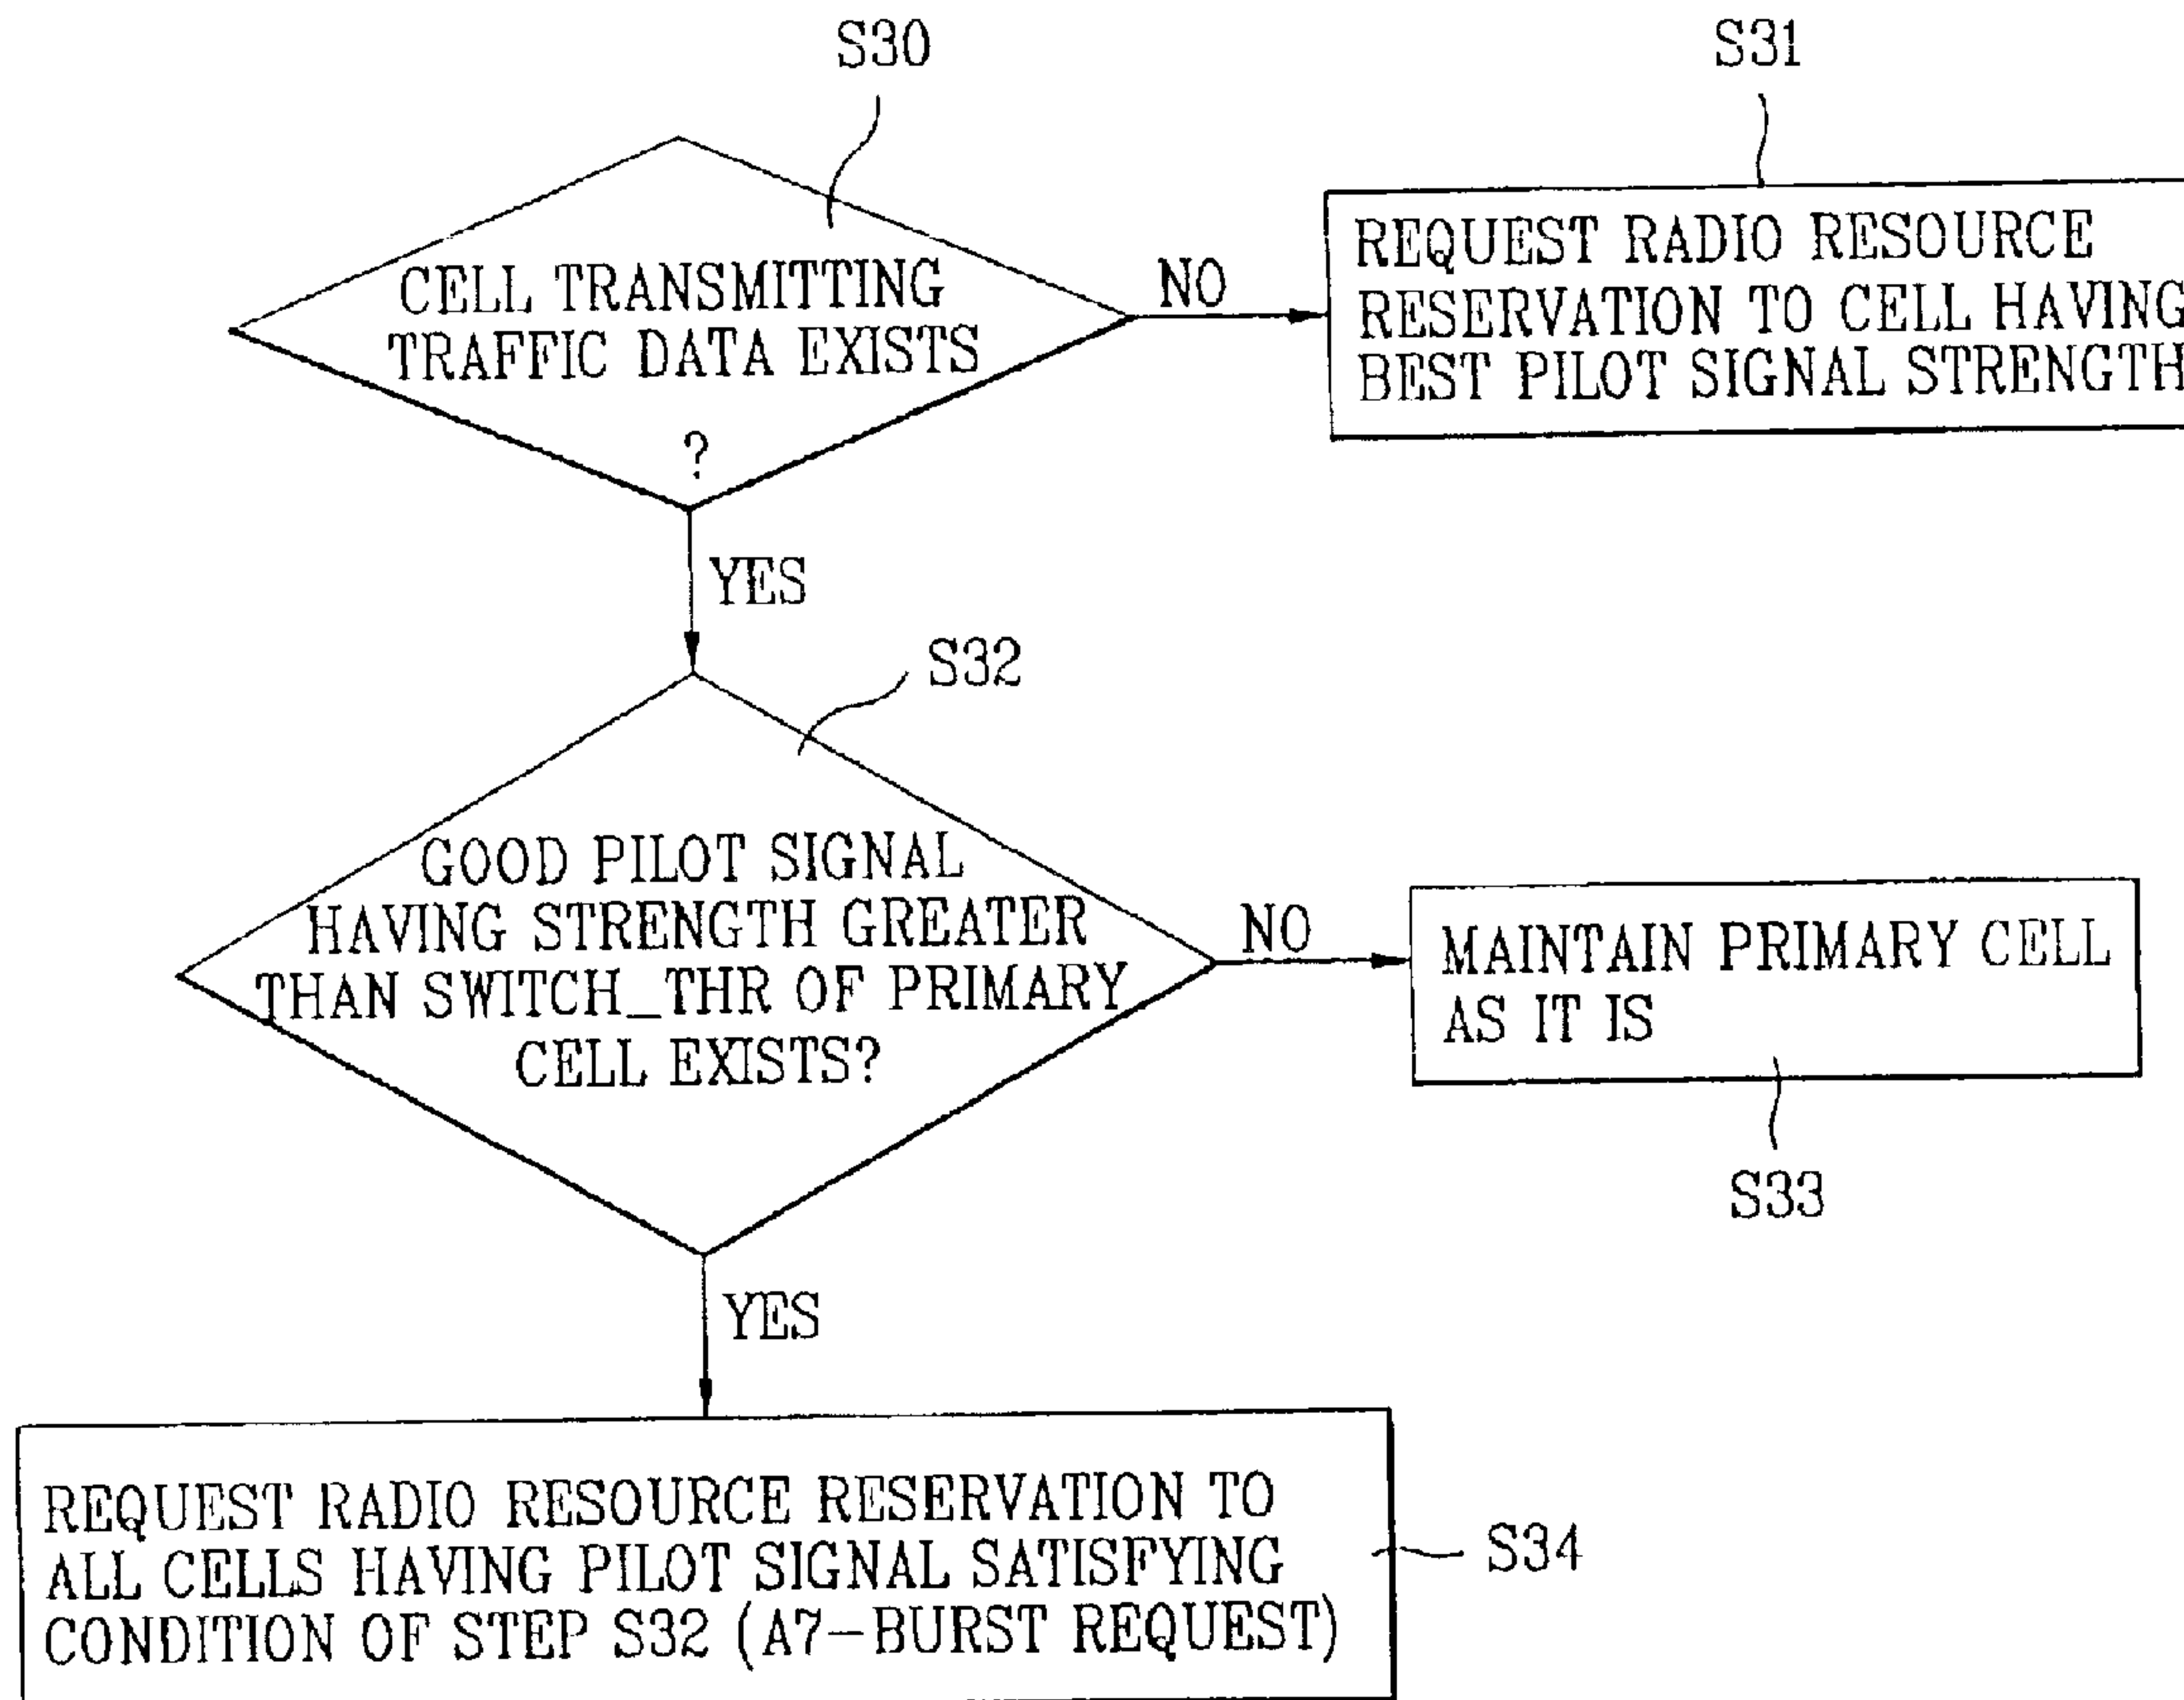 S30
S31
CELL TRANSMITTING
TRAFFIC DATA EXISTS
?
NO
REQUEST RADIO RESOURCE
RESERVATION TO CELL HAVING
BEST PILOT SIGNAL STRENGTH
YES
S32
GOOD PILOT SIGNAL
HAVING STRENGTH GREATER
THAN SWITCH_THR OF PRIMARY
CELL EXISTS?
NO
MAINTAIN PRIMARY CELL
AS IT IS
S33
YES
REQUEST RADIO RESOURCE RESERVATION TO
ALL CELLS HAVING PILOT SIGNAL SATISFYING
CONDITION OF STEP S32 (A7-BURST REQUEST)
S34